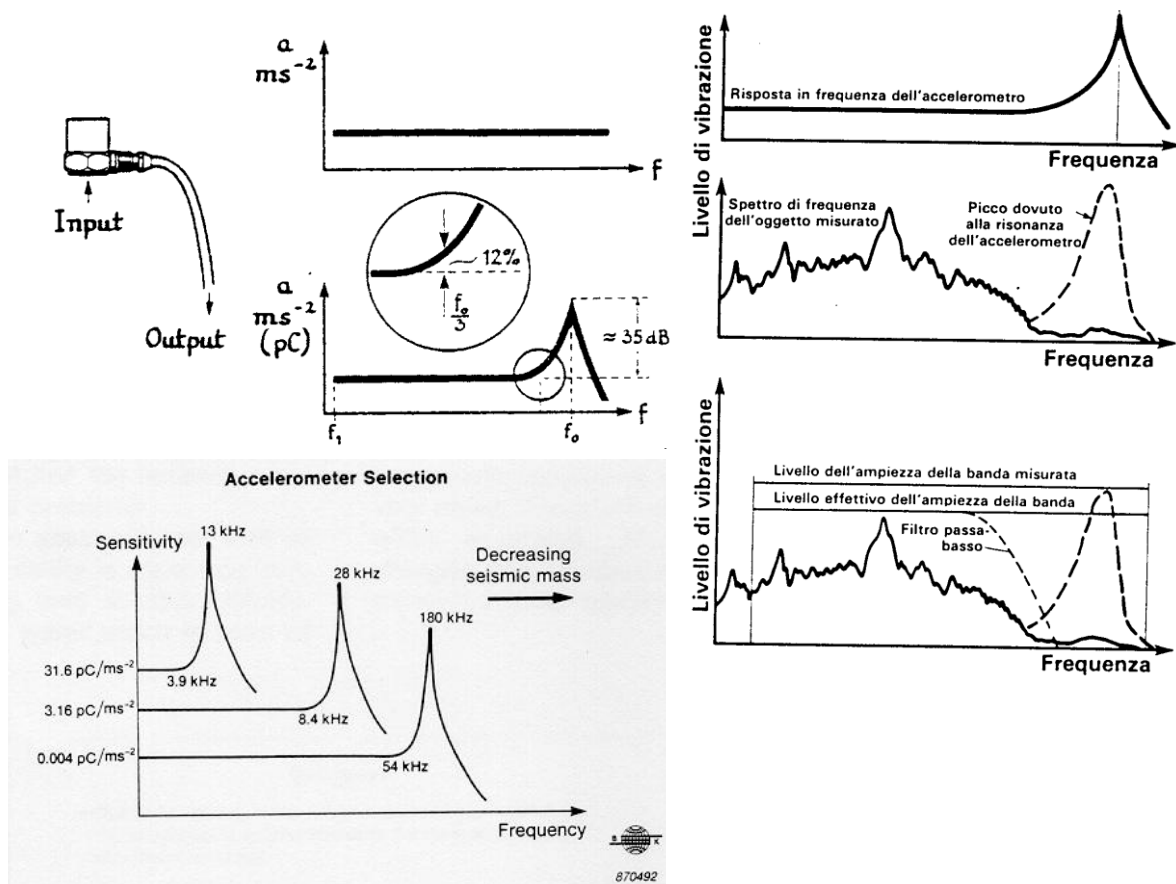 a
ms⁻²
f
Input
Output
12%
f₀
3
a
ms⁻²
(pC)
≈ 35 dB
f₁
f₀
f
Livello di vibrazione
Risposta in frequenza dell'accelerometro
Frequenza
Spettro di frequenza
dell'oggetto misurato
Picco dovuto
alla risonanza
dell'accelerometro
Frequenza
Livello di vibrazione
Livello dell'ampiezza della banda misurata
Livello effettivo dell'ampiezza della banda
Filtro passa-
basso
Frequenza
Accelerometer Selection
Sensitivity
13 kHz
28 kHz
Decreasing
seismic mass
180 kHz
31.6 pC/ms⁻²
3.9 kHz
3.16 pC/ms⁻²
8.4 kHz
0.004 pC/ms⁻²
54 kHz
Frequency
B K
870492